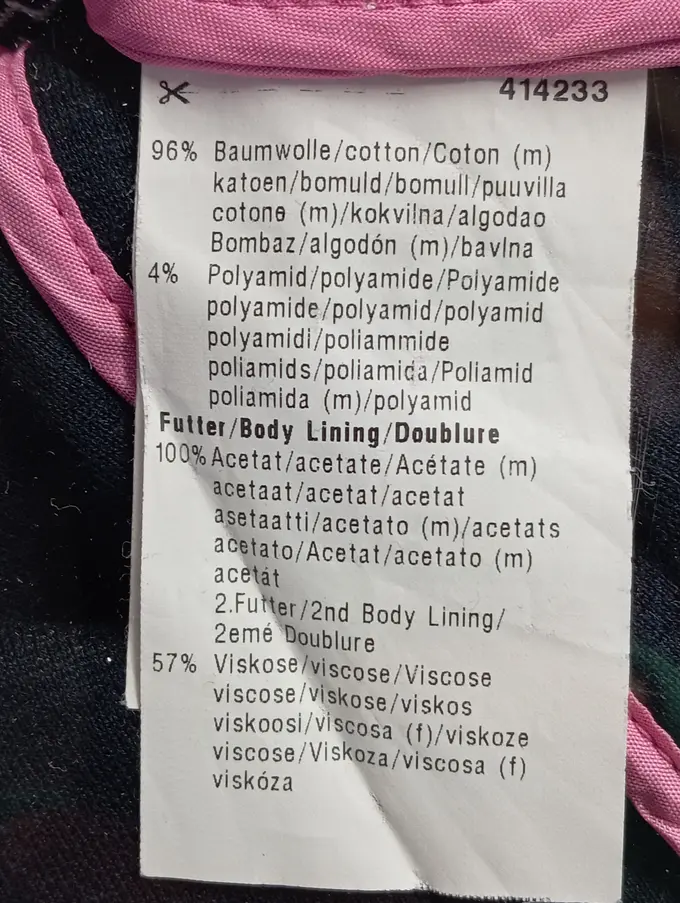 414233
96% Baumwolle/cotton/Coton (m)
katoen/bomuld/bomull/puuvilla
cotone (m)/kokvilna/algodao
Bombaz/algodón (m)/bavlna
4% Polyamid/polyamide/Polyamide
polyamide/polyamid/polyamid
polyamidi/poliammide
poliamids/poliamida/Poliamid
poliamida (m)/polyamid
Futter/Body Lining/Doublure
100% Acetat/acetate/Acétate (m)
acetaat/acetat/acetat
asetaatti/acetato (m)/acetats
acetato/Acetat/acetato (m)
acetát
2.Futter/2nd Body Lining/
2emé Doublure
57% Viskose/viscose/Viscose
viscose/viskose/viskos
viskoosi/viscosa (f)/viskoze
viscose/Viskoza/viscosa (f)
viskóza